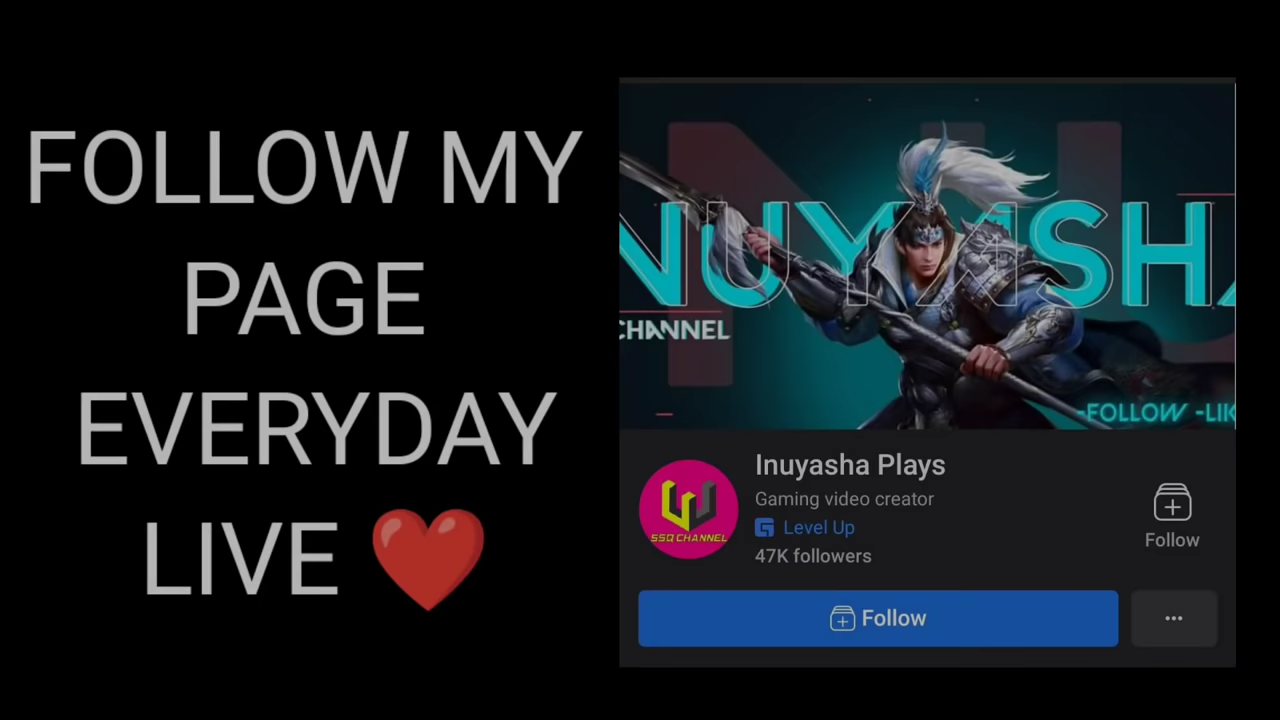 FOLLOW MY
PAGE
EVERYDAY
LIVE ❤️
NUYASHA
CHANNEL
-FOLLOW -LIK
Inuyasha Plays
Gaming video creator
Level Up
47K followers
SSQ CHANNEL
Follow
Follow